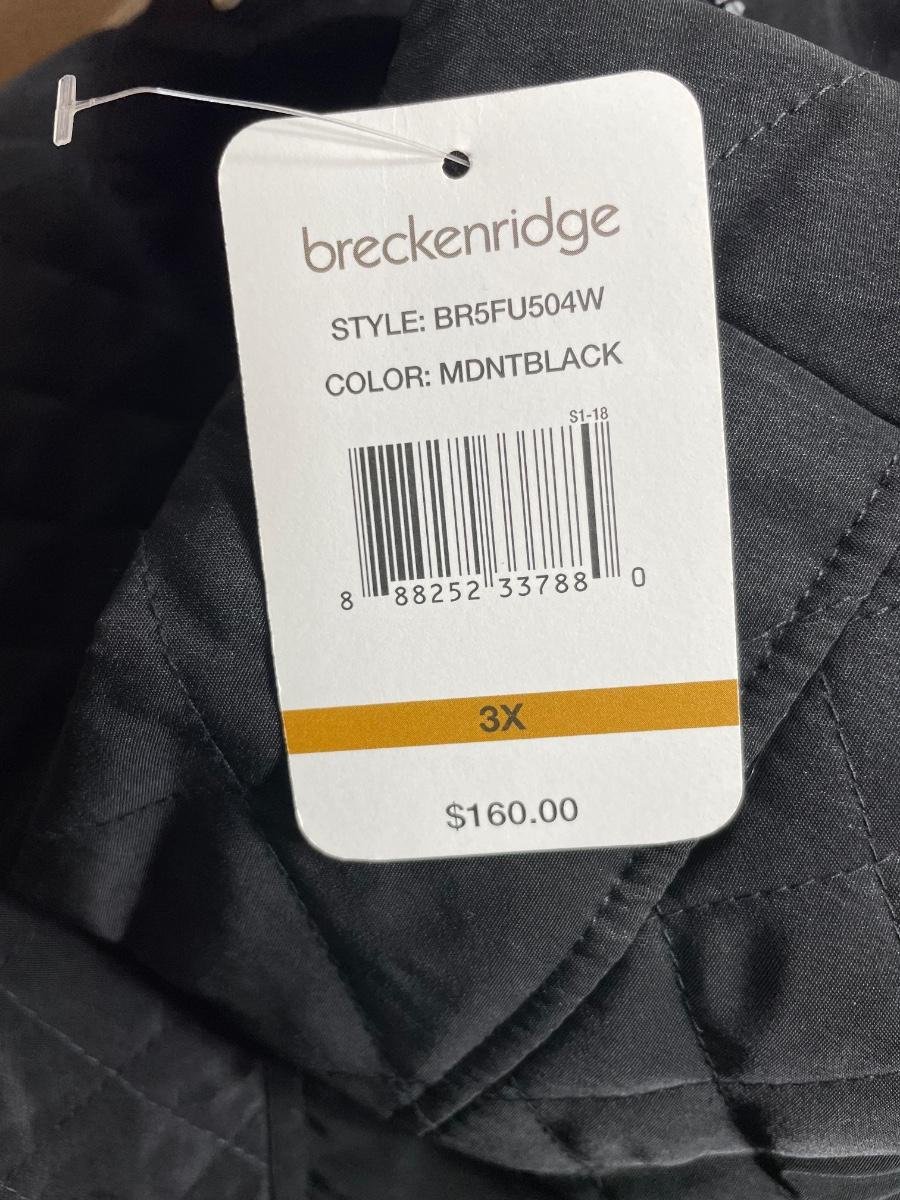 breckenridge
STYLE: BR5FU504W
COLOR: MDNTBLACK
S1-18
8 88252 33788 0
3X
$160.00